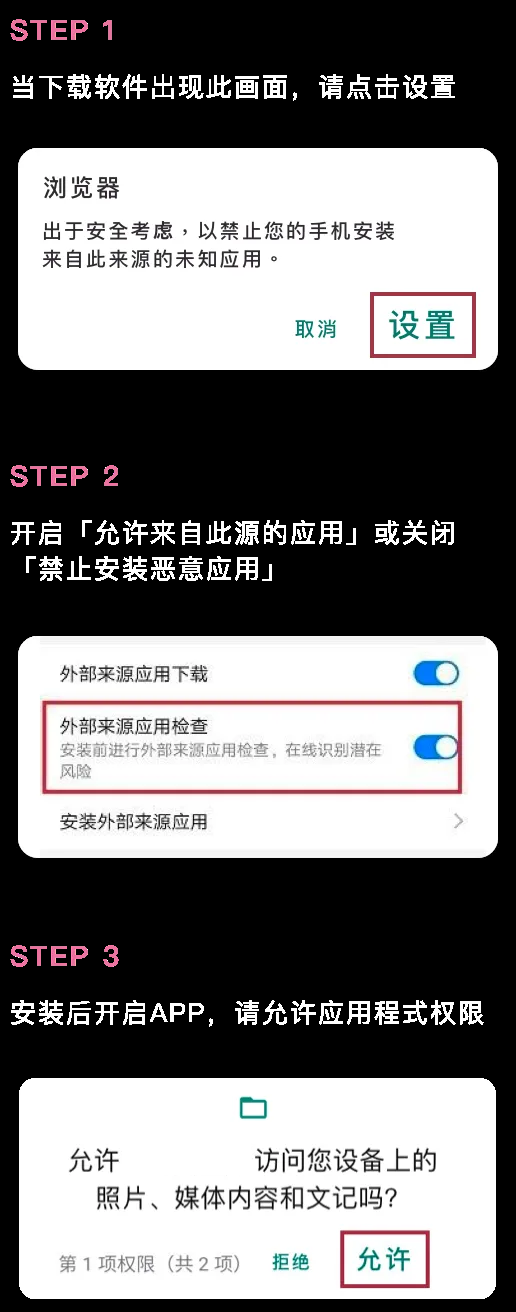 STEP 1
当下载软件出现此画面，请点击设置
浏览器
出于安全考虑，以禁止您的手机安装
来自此来源的未知应用。
取消
设置
STEP 2
开启「允许来自此源的应用」或关闭
「禁止安装恶意应用」
外部来源应用下载
外部来源应用检查
安装前进行外部来源应用检查，在线识别潜在
风险
安装外部来源应用
STEP 3
安装后开启APP，请允许应用程式权限
允许 访问您设备上的
照片、媒体内容和文记吗？
第 1 项权限（共 2 项）
拒绝
允许